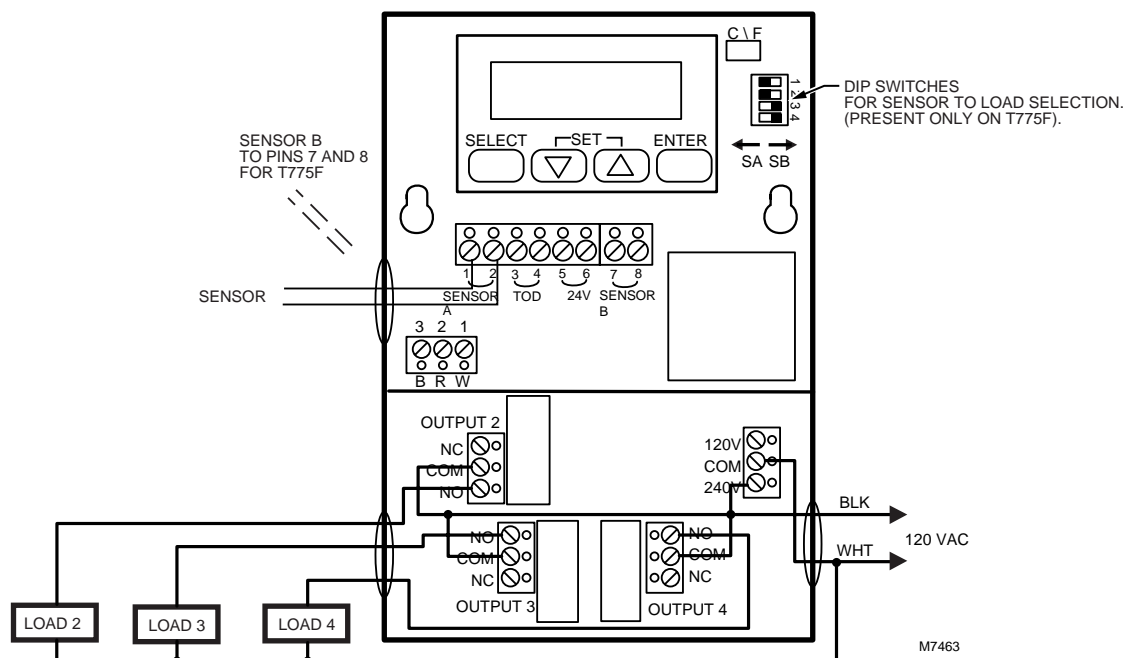 C \ F
1
2
3
4
DIP SWITCHES
FOR SENSOR TO LOAD SELECTION.
(PRESENT ONLY ON T775F).
SENSOR B
TO PINS 7 AND 8
FOR T775F
SELECT
SET
ENTER
SA SB
1 2 3 4 5 6 7 8
SENSOR
SENSOR
A
TOD
24V
SENSOR
B
3 2 1
B R W
OUTPUT 2
NC
COM
NO
120V
COM
240V
BLK
120 VAC
WHT
NO
COM
NC
OUTPUT 3
NO
COM
NC
OUTPUT 4
LOAD 2
LOAD 3
LOAD 4
M7463